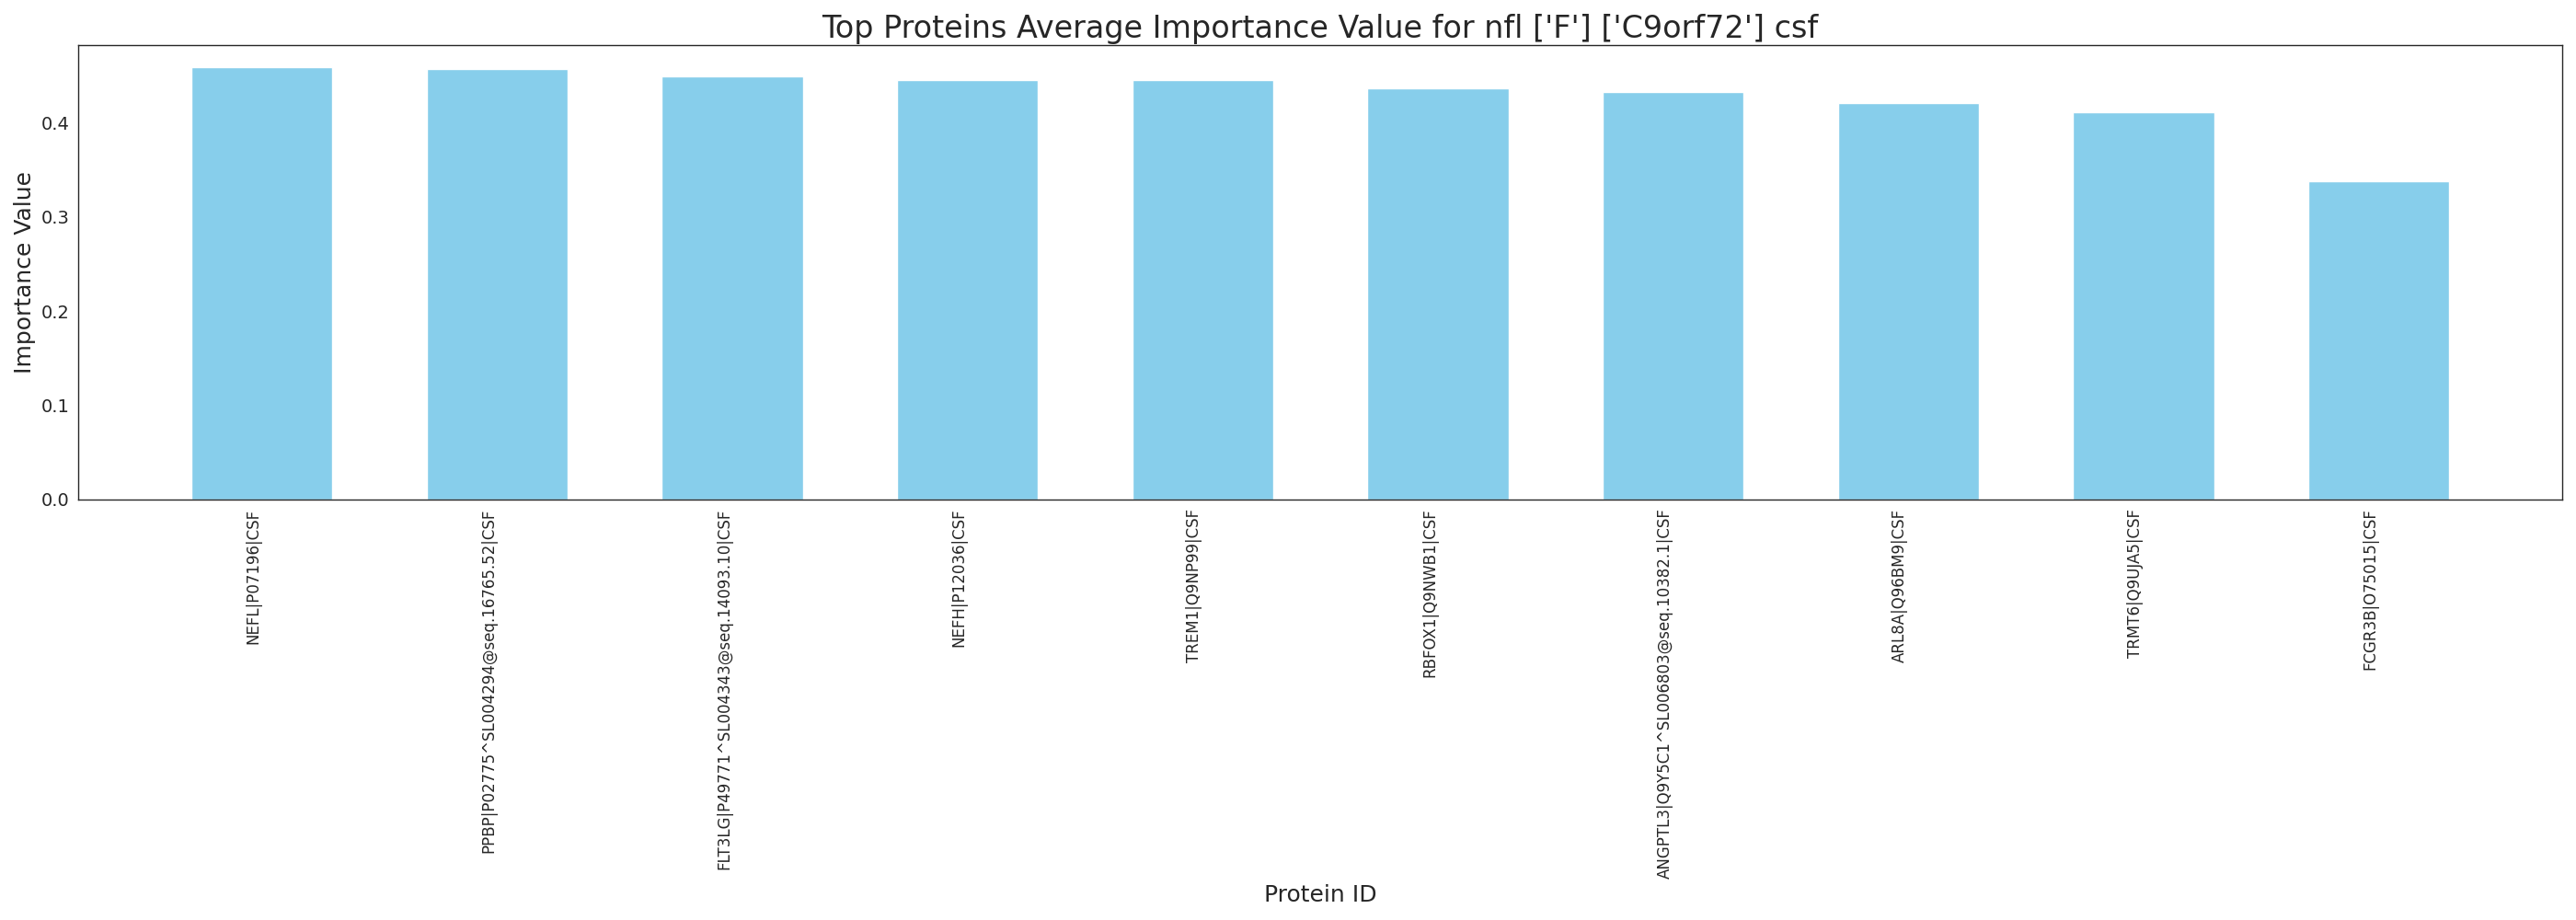 Top Proteins Average Importance Value for nfl ['F'] ['C9orf72'] csf
Importance Value
0.4
0.3
0.2
0.1
0.0
NEFL|P07196|CSF
PPBP|P02775^SL004294@seq.16765.52|CSF
FLT3LG|P49771^SL004343@seq.14093.10|CSF
NEFH|P12036|CSF
TREM1|Q9NP99|CSF
RBFOX1|Q9NWB1|CSF
ANGPTL3|Q9Y5C1^SL006803@seq.10382.1|CSF
ARL8A|Q96BM9|CSF
TRMT6|Q9UJA5|CSF
FCGR3B|O75015|CSF
Protein ID